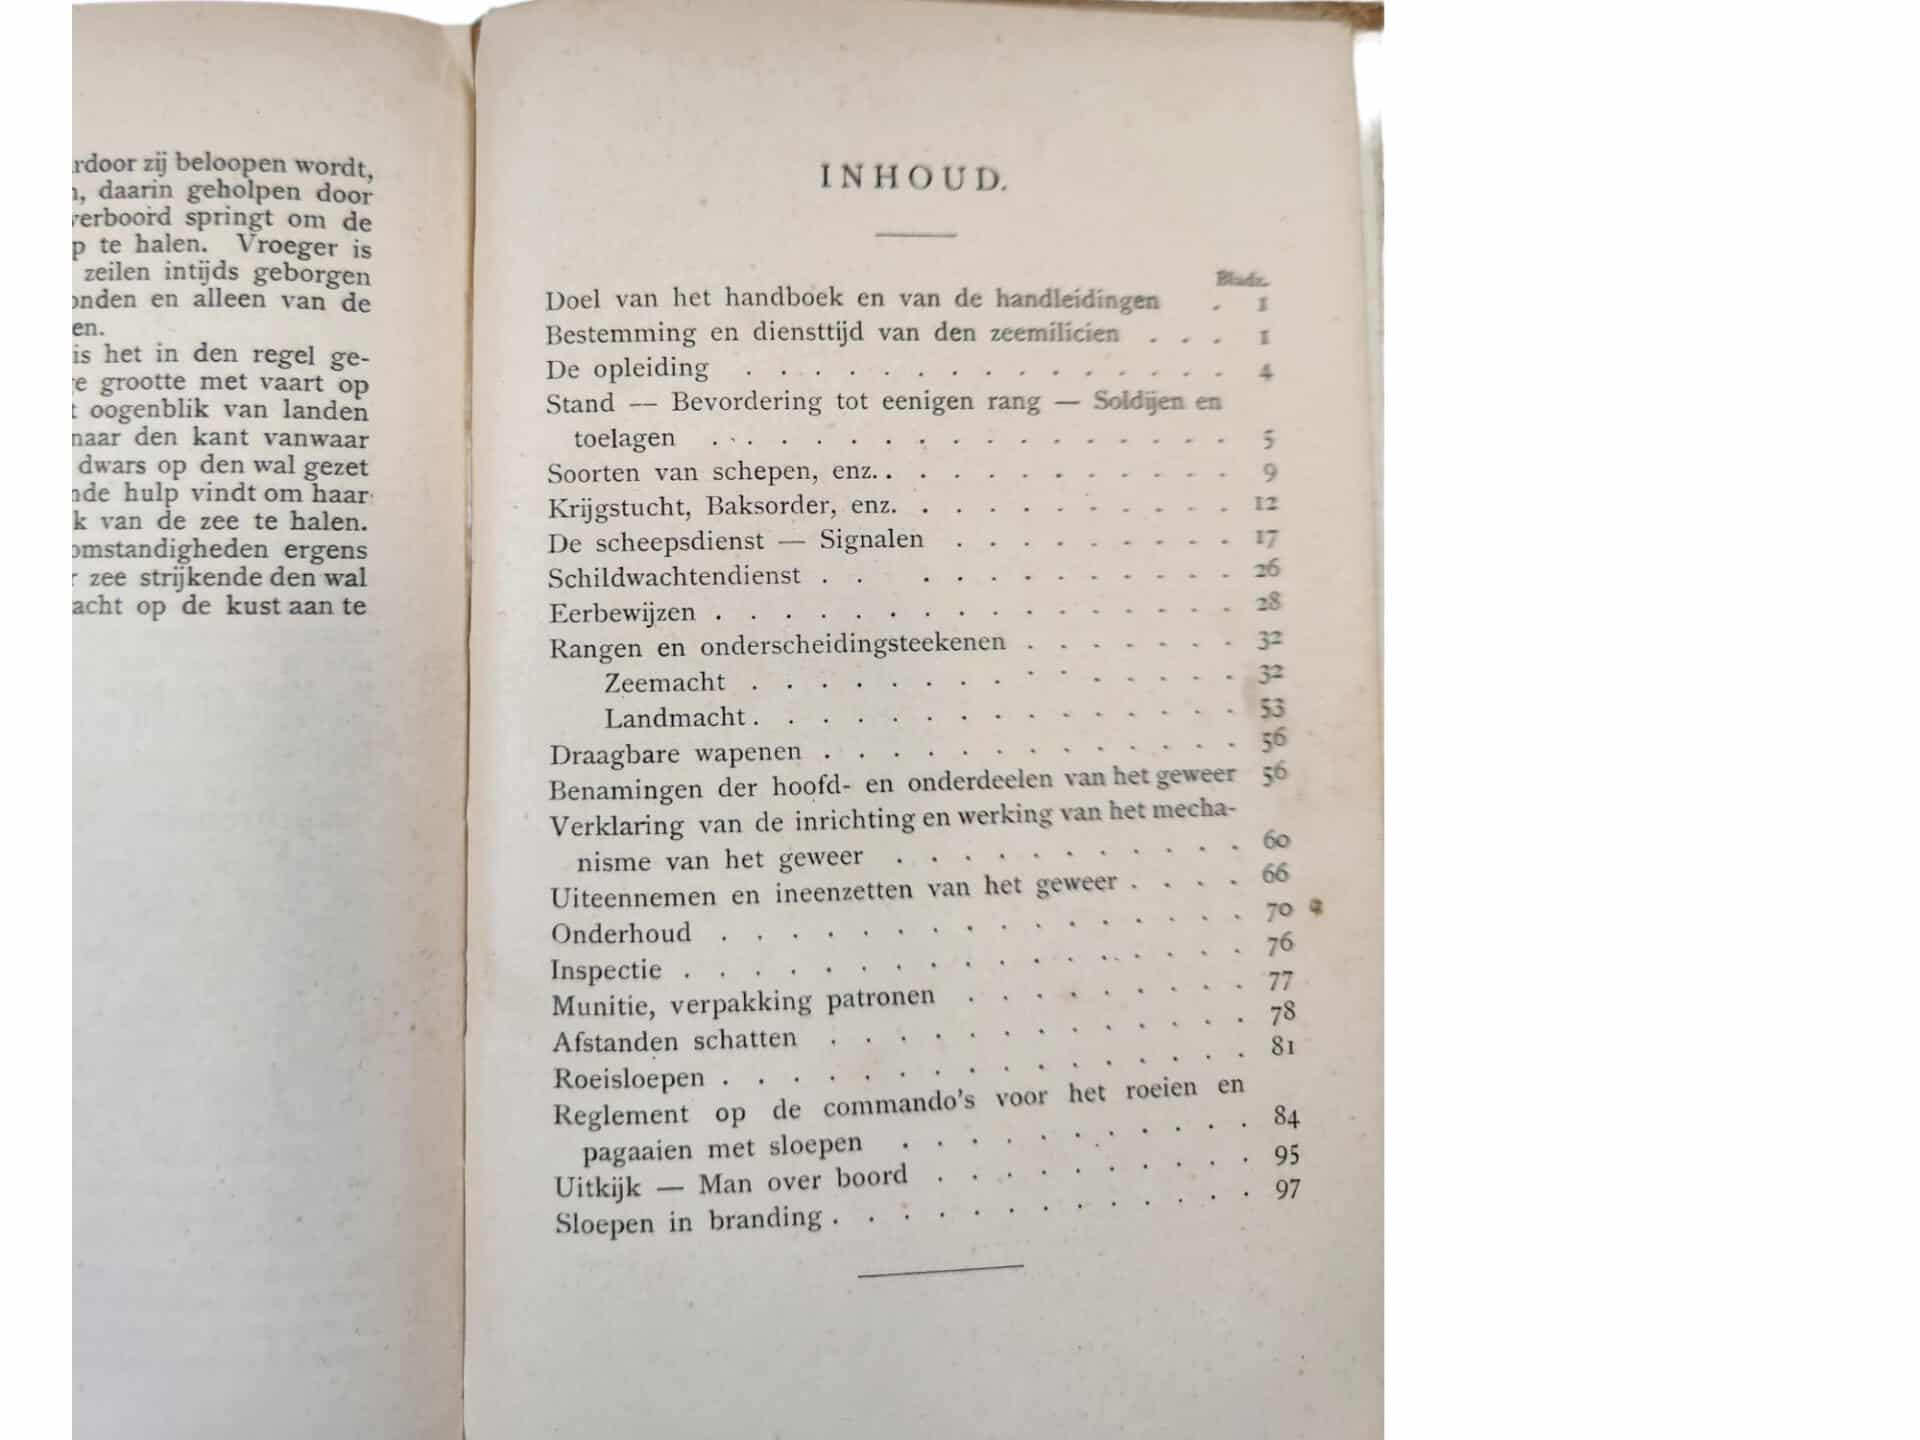 rdoor zij beloopen wordt,
, daarin geholpen door
verboord springt om de
p te halen. Vroeger is
zeilen intijds geborgen
onden en alleen van de
en.
is het in den regel ge-
e grootte met vaart op
t oogenblik van landen
naar den kant vanwaar
dwars op den wal gezet
nde hulp vindt om haar
k van de zee te halen.
omstandigheden ergens
r zee strijkende den wal
acht op de kust aan te
INHOUD.
Bladz.
Doel van het handboek en van de handleidingen . 1
Bestemming en diensttijd van den zeemilicien . . . 1
De opleiding . . . . . . . . . . . . . . . 4
Stand — Bevordering tot eenigen rang — Soldijen en
toelagen . . . . . . . . . . . . . . . . 5
Soorten van schepen, enz. . . . . . . . . . . . 9
Krijgstucht, Baksorder, enz. . . . . . . . . . . 12
De scheepsdienst — Signalen . . . . . . . . . 17
Schildwachtendienst . . . . . . . . . . . . 26
Eerbewijzen . . . . . . . . . . . . . . . . 28
Rangen en onderscheidingsteekenen . . . . . . . 32
Zeemacht . . . . . . . . . . . . . . . 32
Landmacht . . . . . . . . . . . . . . . 53
Draagbare wapenen . . . . . . . . . . . . . 56
Benamingen der hoofd- en onderdeelen van het geweer 56
Verklaring van de inrichting en werking van het mecha-
nisme van het geweer . . . . . . . . . . . 60
Uiteennemen en ineenzetten van het geweer . . . . 66
Onderhoud . . . . . . . . . . . . . . . 70
Inspectie . . . . . . . . . . . . . . . . . 76
Munitie, verpakking patronen . . . . . . . . . 77
Afstanden schatten . . . . . . . . . . . . . 78
Roeisloepen . . . . . . . . . . . . . . . . 81
Reglement op de commando's voor het roeien en
pagaaien met sloepen . . . . . . . . . . . 84
Uitkijk — Man over boord . . . . . . . . . . 95
Sloepen in branding . . . . . . . . . . . . . 97